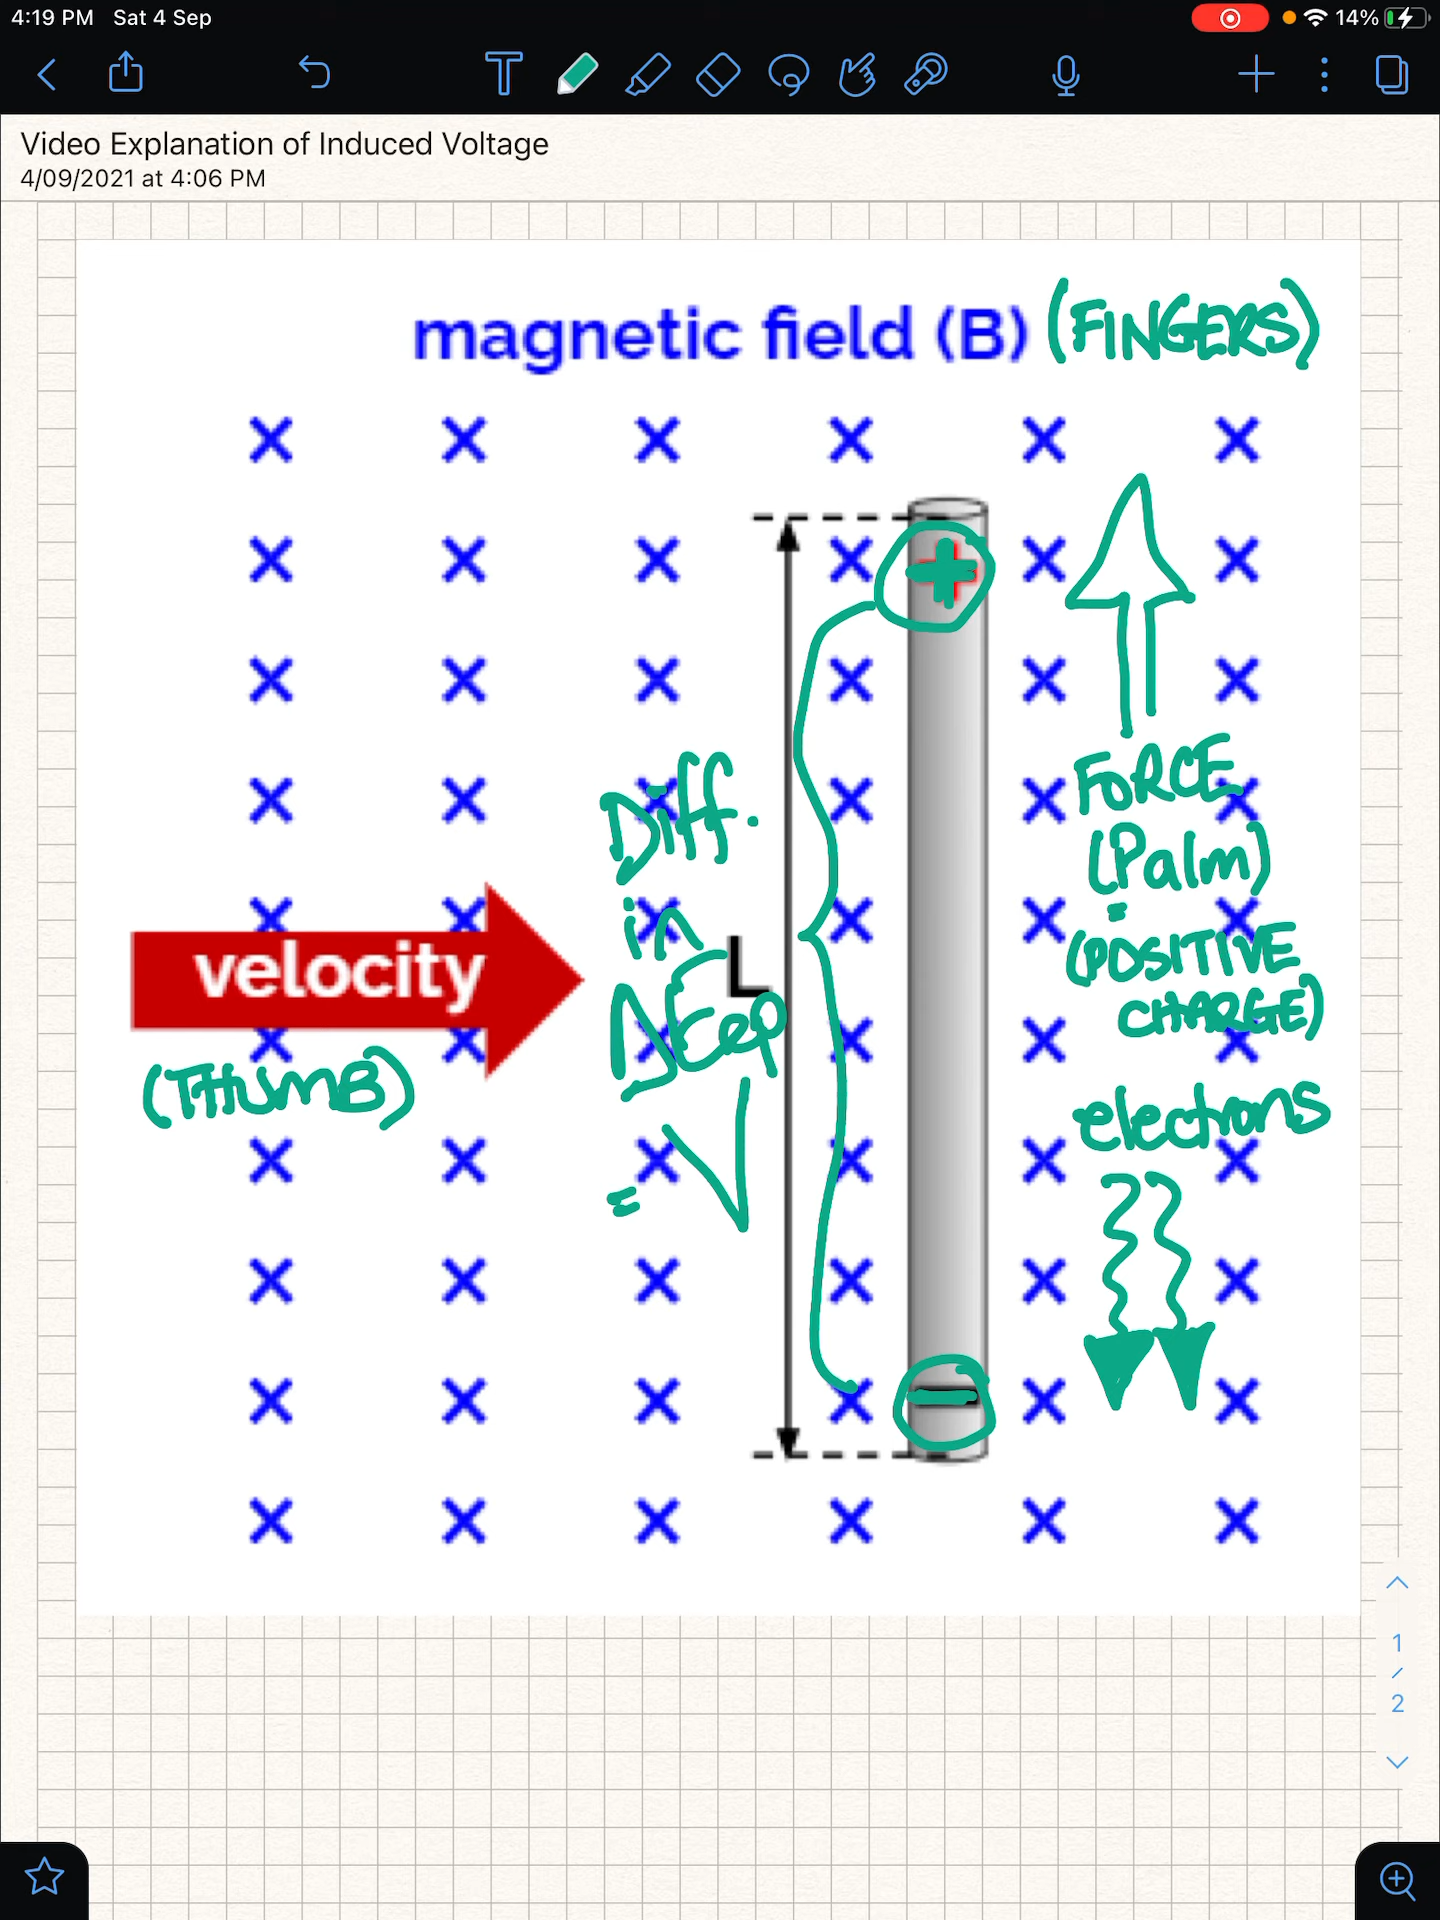 4:19 PM Sat 4 Sep
14%
Video Explanation of Induced Voltage
4/09/2021 at 4:06 PM
magnetic field (B) (FINGERS)
+
FORCE
(Palm)
=
(POSITIVE
CHARGE)
Diff.
in
L
velocity
(THUMB)
= V
electrons
-
1
/
2